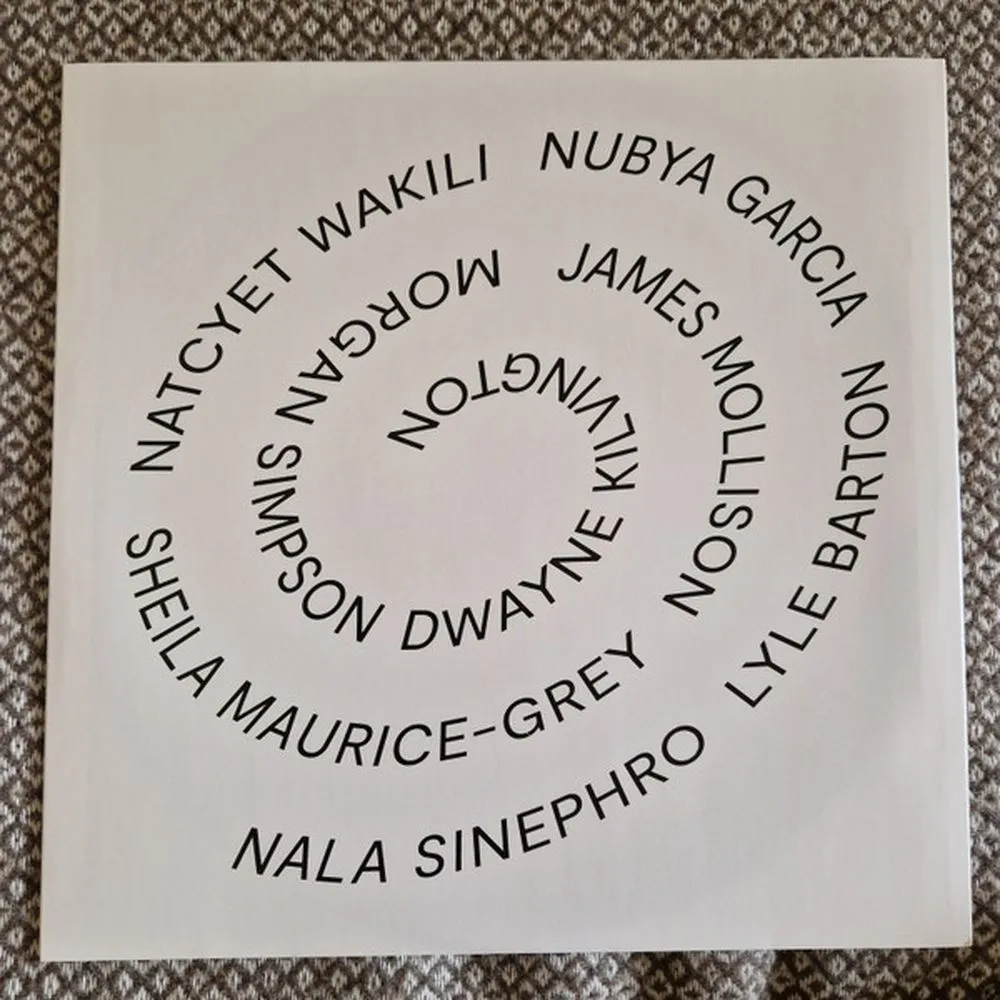 NATCYET WAKILI
NUBYA GARCIA
JAMES MOLLISON
MORGAN SIMPSON
DWAYNE KILVINGTON
SHEILA MAURICE-GREY
LYLE BARTON
NALA SINEPHRO